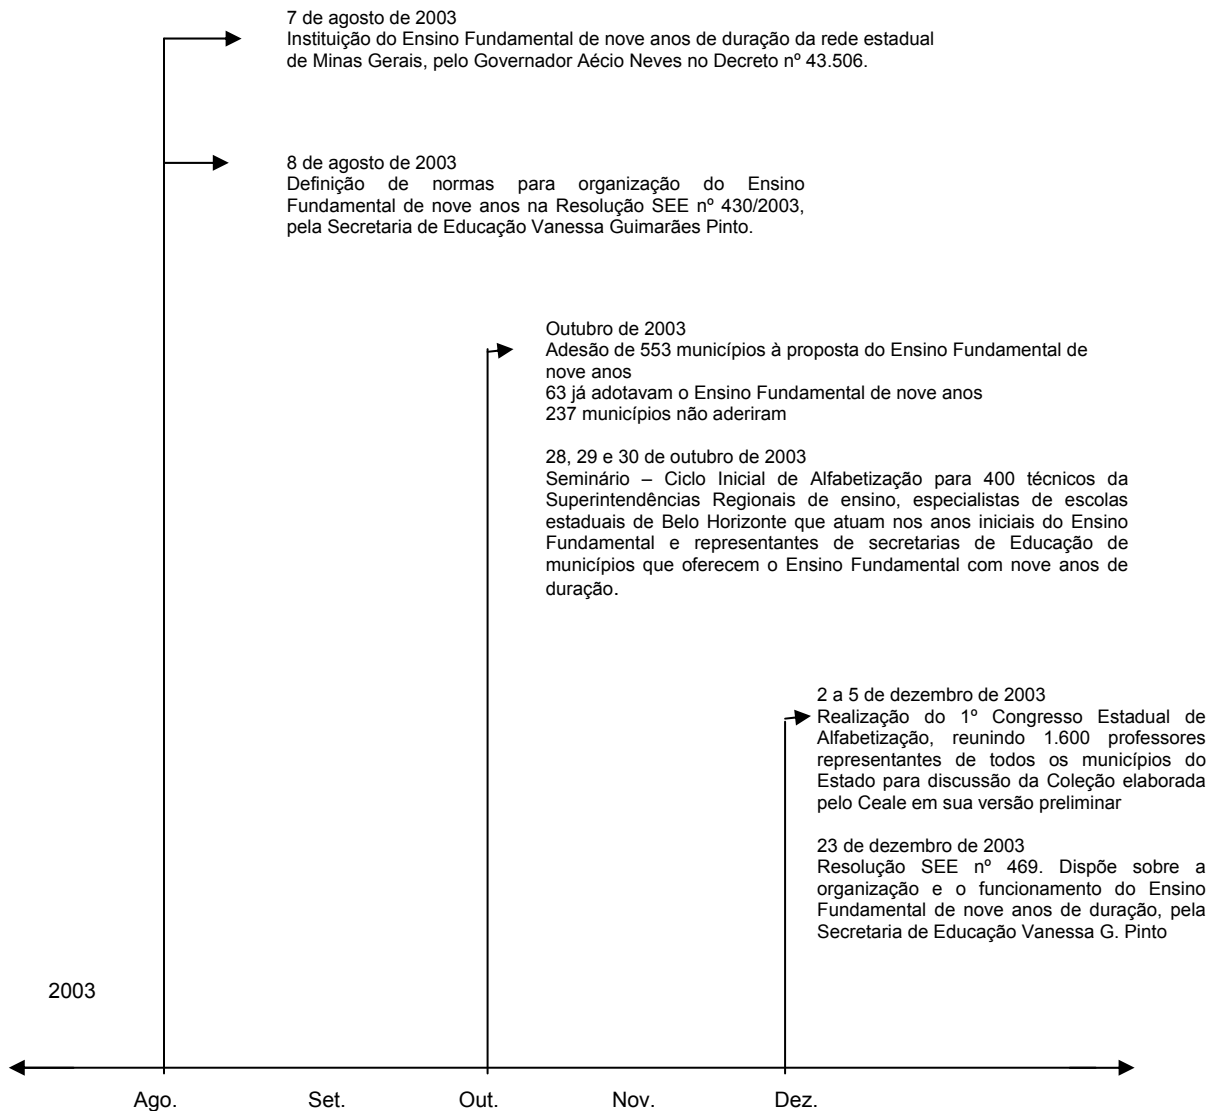 7 de agosto de 2003
Instituição do Ensino Fundamental de nove anos de duração da rede estadual
de Minas Gerais, pelo Governador Aécio Neves no Decreto nº 43.506.
8 de agosto de 2003
Definição de normas para organização do Ensino
Fundamental de nove anos na Resolução SEE nº 430/2003,
pela Secretaria de Educação Vanessa Guimarães Pinto.
Outubro de 2003
Adesão de 553 municípios à proposta do Ensino Fundamental de
nove anos
63 já adotavam o Ensino Fundamental de nove anos
237 municípios não aderiram
28, 29 e 30 de outubro de 2003
Seminário – Ciclo Inicial de Alfabetização para 400 técnicos da
Superintendências Regionais de ensino, especialistas de escolas
estaduais de Belo Horizonte que atuam nos anos iniciais do Ensino
Fundamental e representantes de secretarias de Educação de
municípios que oferecem o Ensino Fundamental com nove anos de
duração.
2 a 5 de dezembro de 2003
Realização do 1º Congresso Estadual de
Alfabetização, reunindo 1.600 professores
representantes de todos os municípios do
Estado para discussão da Coleção elaborada
pelo Ceale em sua versão preliminar
23 de dezembro de 2003
Resolução SEE nº 469. Dispõe sobre a
organização e o funcionamento do Ensino
Fundamental de nove anos de duração, pela
Secretaria de Educação Vanessa G. Pinto
2003
Ago. Set. Out. Nov. Dez.